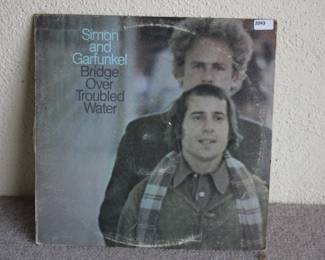 Simon
and
Garfunkel
Bridge
Over
Troubled
Water